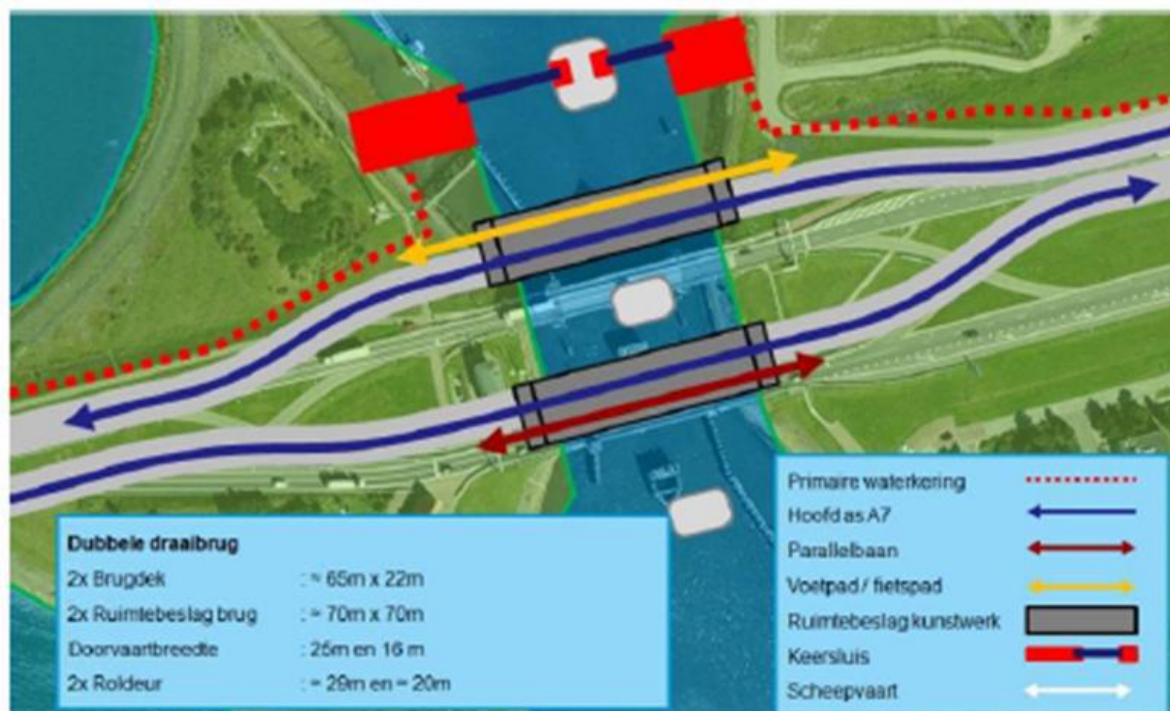 Dubbele draaibrug
2x Brugdek : ≈ 65m x 22m
2x Ruimtebeslag brug : ≈ 70m x 70m
Doorvaartbreedte : 25m en 16 m
2x Roldeur : ≈ 29m en ≈ 20m
Primaire waterkering
Hoofd as A7
Parallelbaan
Voetpad / fietspad
Ruimtebeslag kunstwerk
Keersluis
Scheepvaart